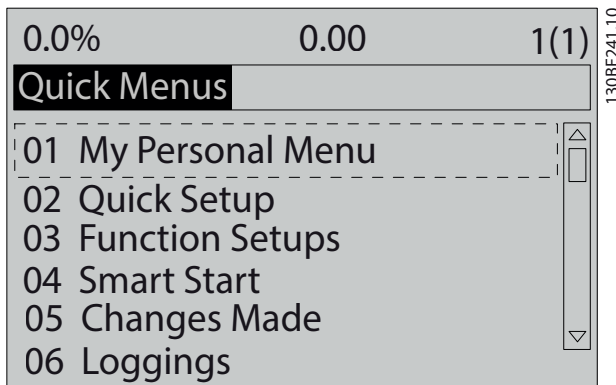 0.0% 0.00 1(1)
Quick Menus
01 My Personal Menu
02 Quick Setup
03 Function Setups
04 Smart Start
05 Changes Made
06 Loggings
130BF241.10